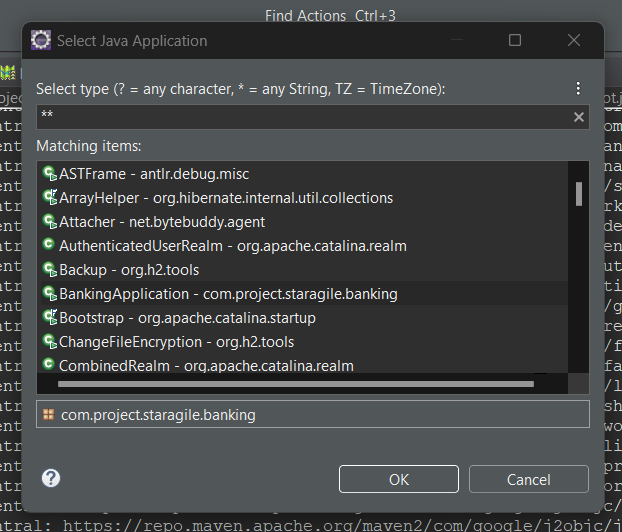 Find Actions Ctrl+3
Select Java Application
Select type (? = any character, * = any String, TZ = TimeZone):
**
Matching items:
ASTFrame - antlr.debug.misc
ArrayHelper - org.hibernate.internal.util.collections
Attacher - net.bytebuddy.agent
AuthenticatedUserRealm - org.apache.catalina.realm
Backup - org.h2.tools
BankingApplication - com.project.staragile.banking
Bootstrap - org.apache.catalina.startup
ChangeFileEncryption - org.h2.tools
CombinedRealm - org.apache.catalina.realm
com.project.staragile.banking
OK
Cancel
ntral: https://repo.maven.apache.org/maven2/com/google/j2objc/j